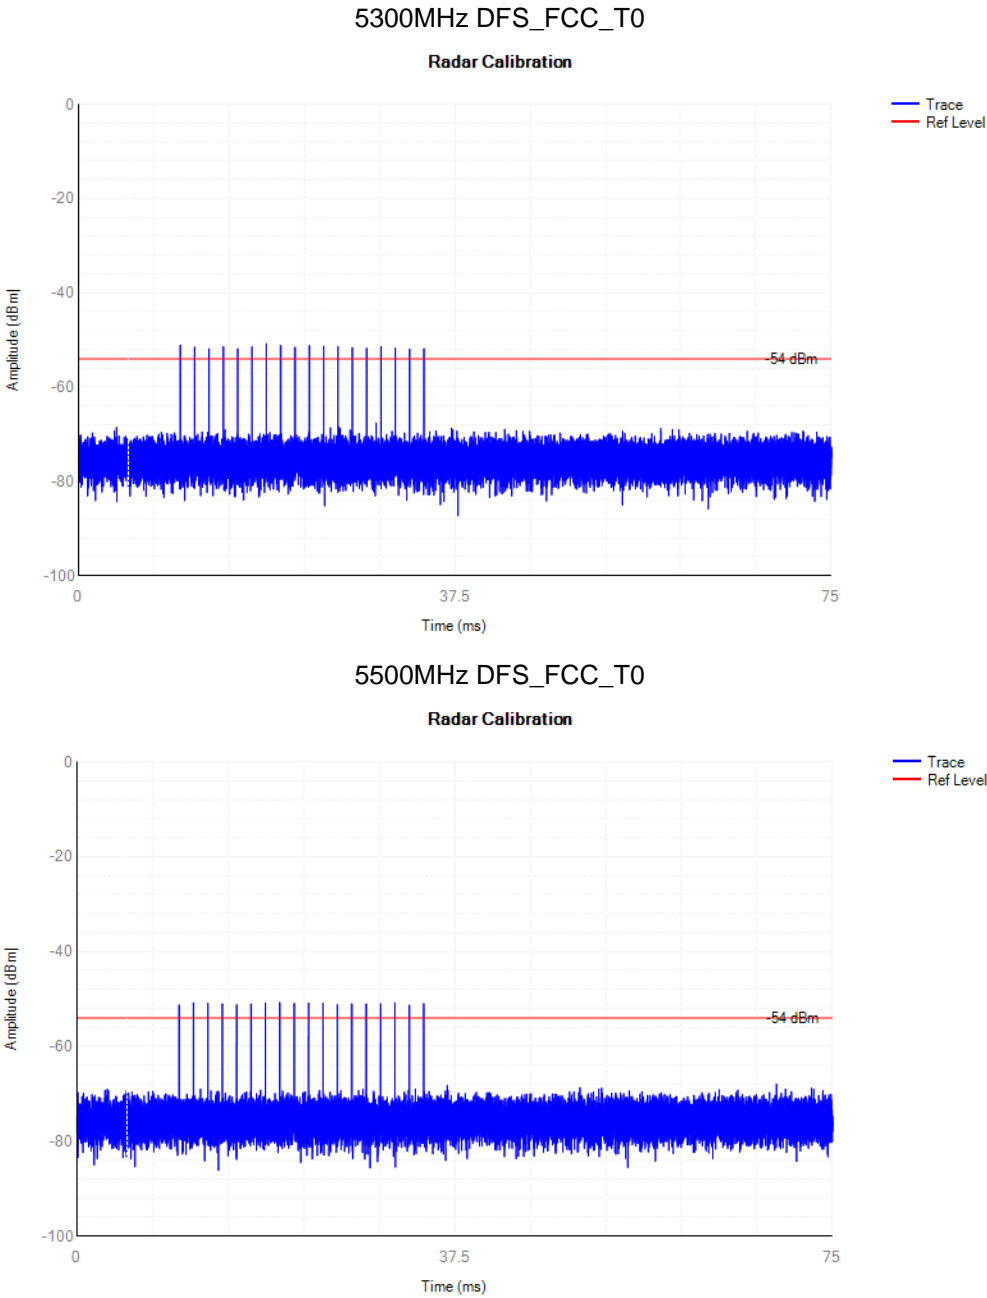 5300MHz DFS_FCC_T0
Radar Calibration
Trace
Ref Level
0
-20
-40
-60
-80
-100
Amplitude (dBm|
-54 dBm
0
37.5
75
Time (ms)
5500MHz DFS_FCC_T0
Radar Calibration
Trace
Ref Level
0
-20
-40
-60
-80
-100
Amplitude (dBm|
-54 dBm
0
37.5
75
Time (ms)